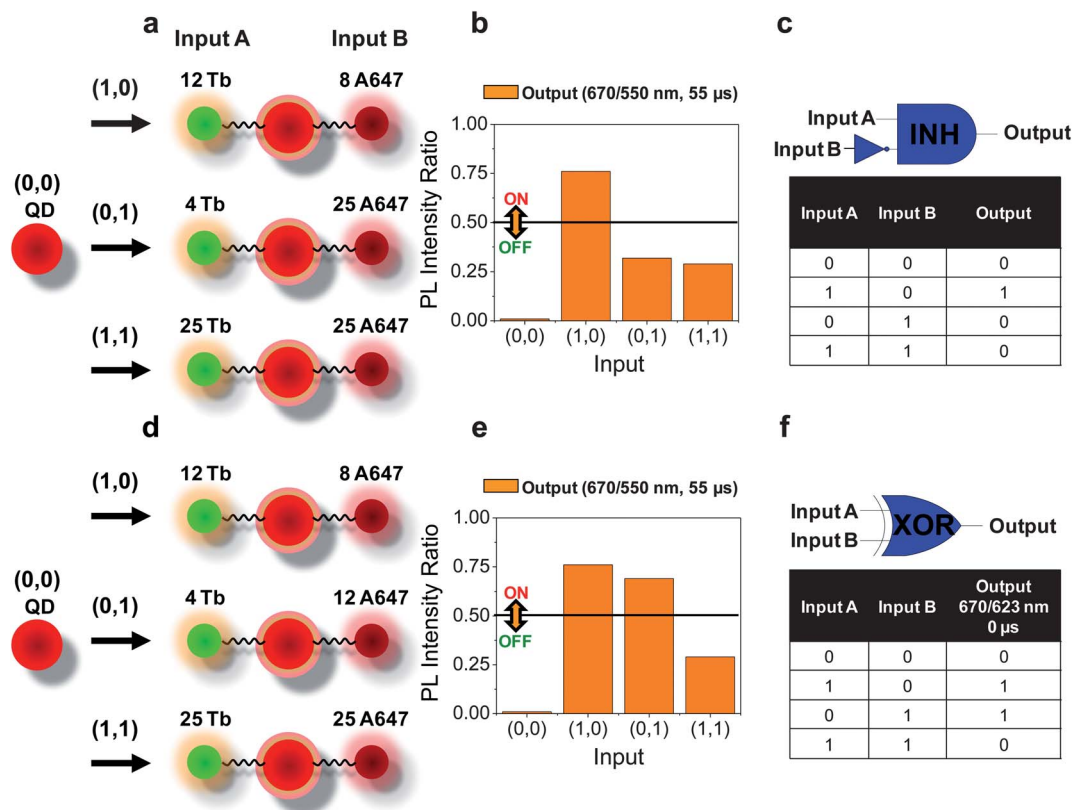 a
Input A
Input B
12 Tb
8 A647
(1,0)
(0,0)
QD
(0,1)
4 Tb
25 A647
(1,1)
25 Tb
25 A647
b
Output (670/550 nm, 55 µs)
PL Intensity Ratio
1.00
0.75
0.50
0.25
0.00
ON
OFF
(0,0)
(1,0)
(0,1)
(1,1)
Input
c
Input A
Input B
INH
Output
Input A Input B Output
0 0 0
1 0 1
0 1 0
1 1 0
d
12 Tb
8 A647
(1,0)
(0,0)
QD
(0,1)
4 Tb
12 A647
(1,1)
25 Tb
25 A647
e
Output (670/550 nm, 55 µs)
PL Intensity Ratio
1.00
0.75
0.50
0.25
0.00
ON
OFF
(0,0)
(1,0)
(0,1)
(1,1)
Input
f
Input A
Input B
XOR
Output
Input A Input B Output
670/623 nm
0 µs
0 0 0
1 0 1
0 1 1
1 1 0